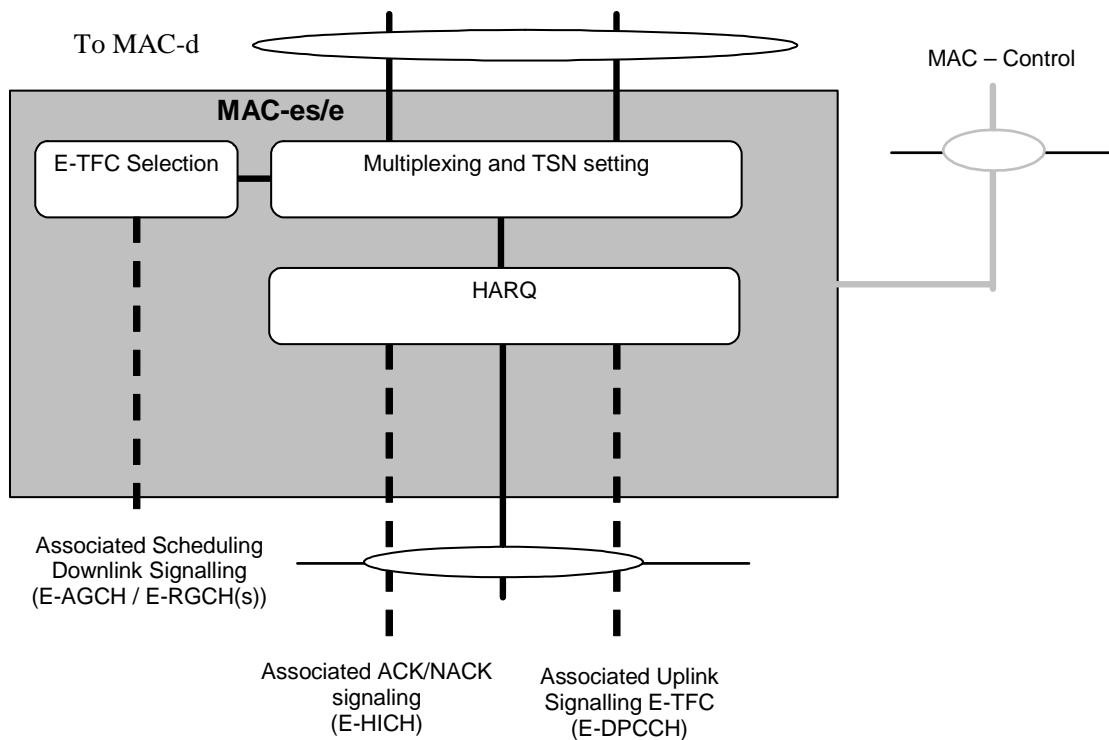 To MAC-d
MAC – Control
MAC-es/e
E-TFC Selection
Multiplexing and TSN setting
HARQ
Associated Scheduling
Downlink Signalling
(E-AGCH / E-RGCH(s))
Associated ACK/NACK
signaling
(E-HICH)
Associated Uplink
Signalling E-TFC
(E-DPCCH)